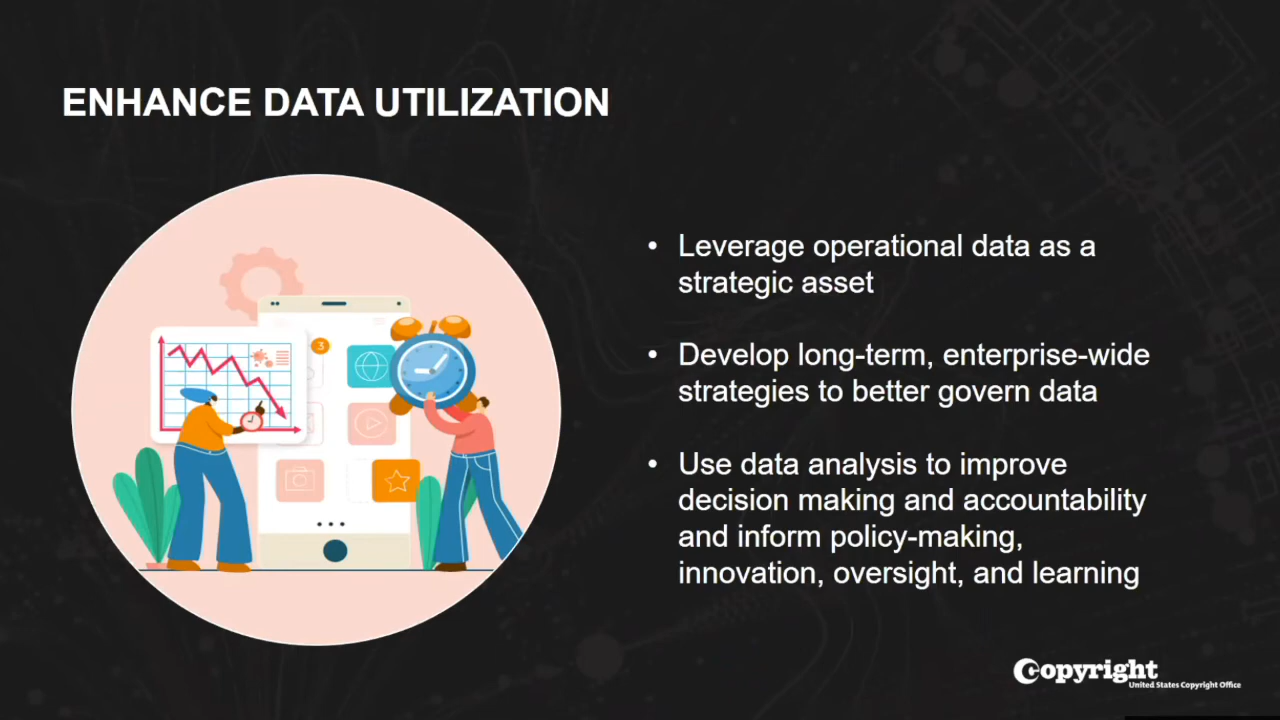 ENHANCE DATA UTILIZATION
3
• Leverage operational data as a
strategic asset
• Develop long-term, enterprise-wide
strategies to better govern data
• Use data analysis to improve
decision making and accountability
and inform policy-making,
innovation, oversight, and learning
Copyright
United States Copyright Office